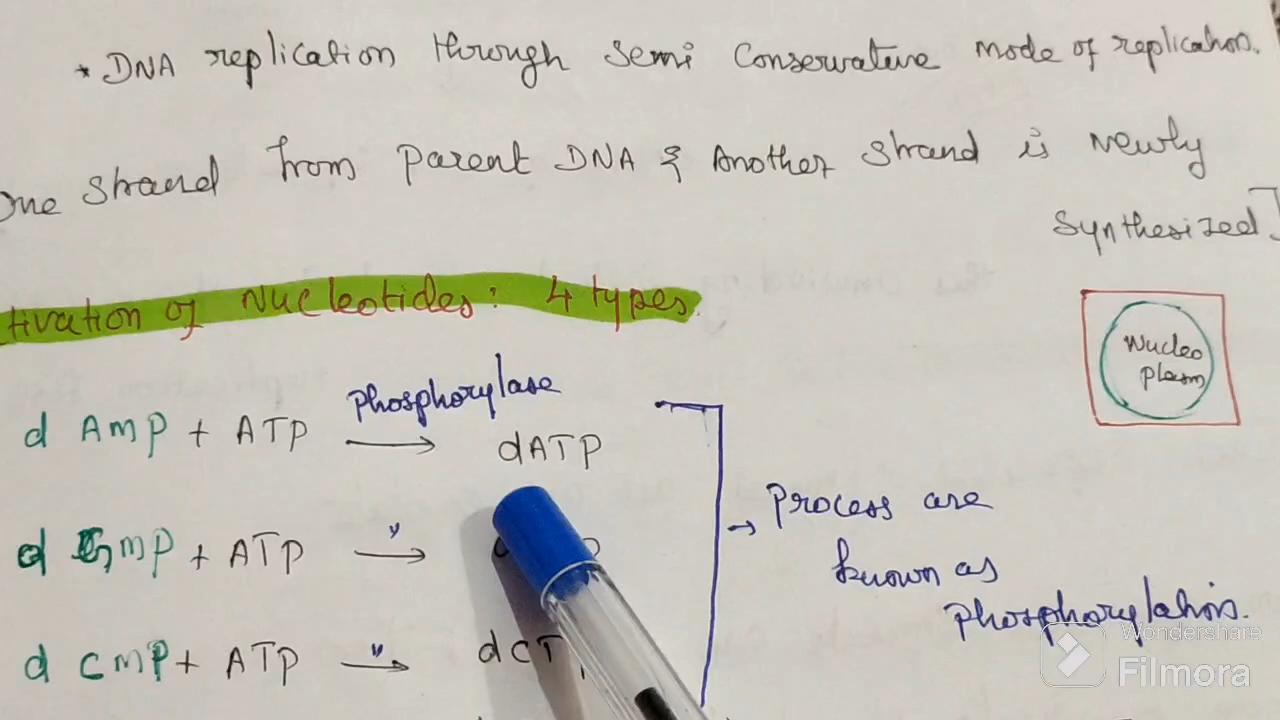 * DNA replication through semi conservative mode of replication.
One strand from parent DNA & Another strand is newly
synthesized]
tivation of Nucleotides: 4 types.
Nucleo
plasm
d AMP + ATP phosphorylase → dATP
d GMP + ATP 〃 →
d CMP + ATP 〃 → dCT
→ process are
known as
phosphorylation.
Wondershare
Filmora